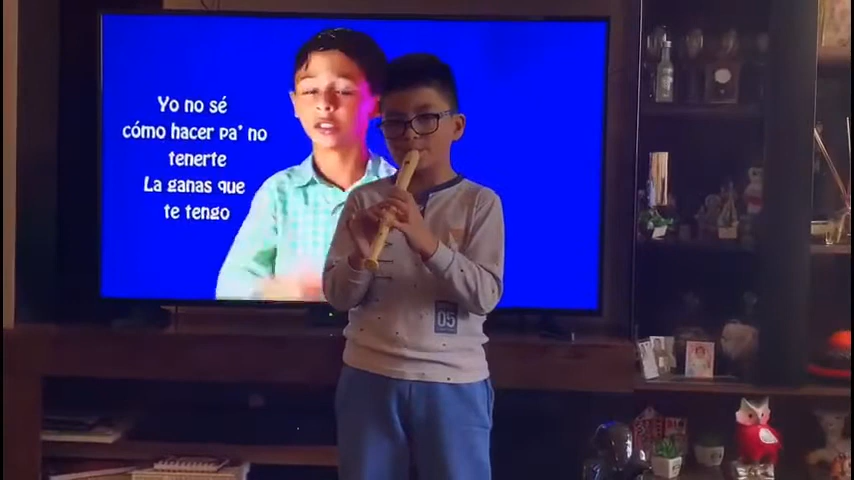 Yo no sé
cómo hacer pa' no
tenerte
La ganas que
te tengo
05